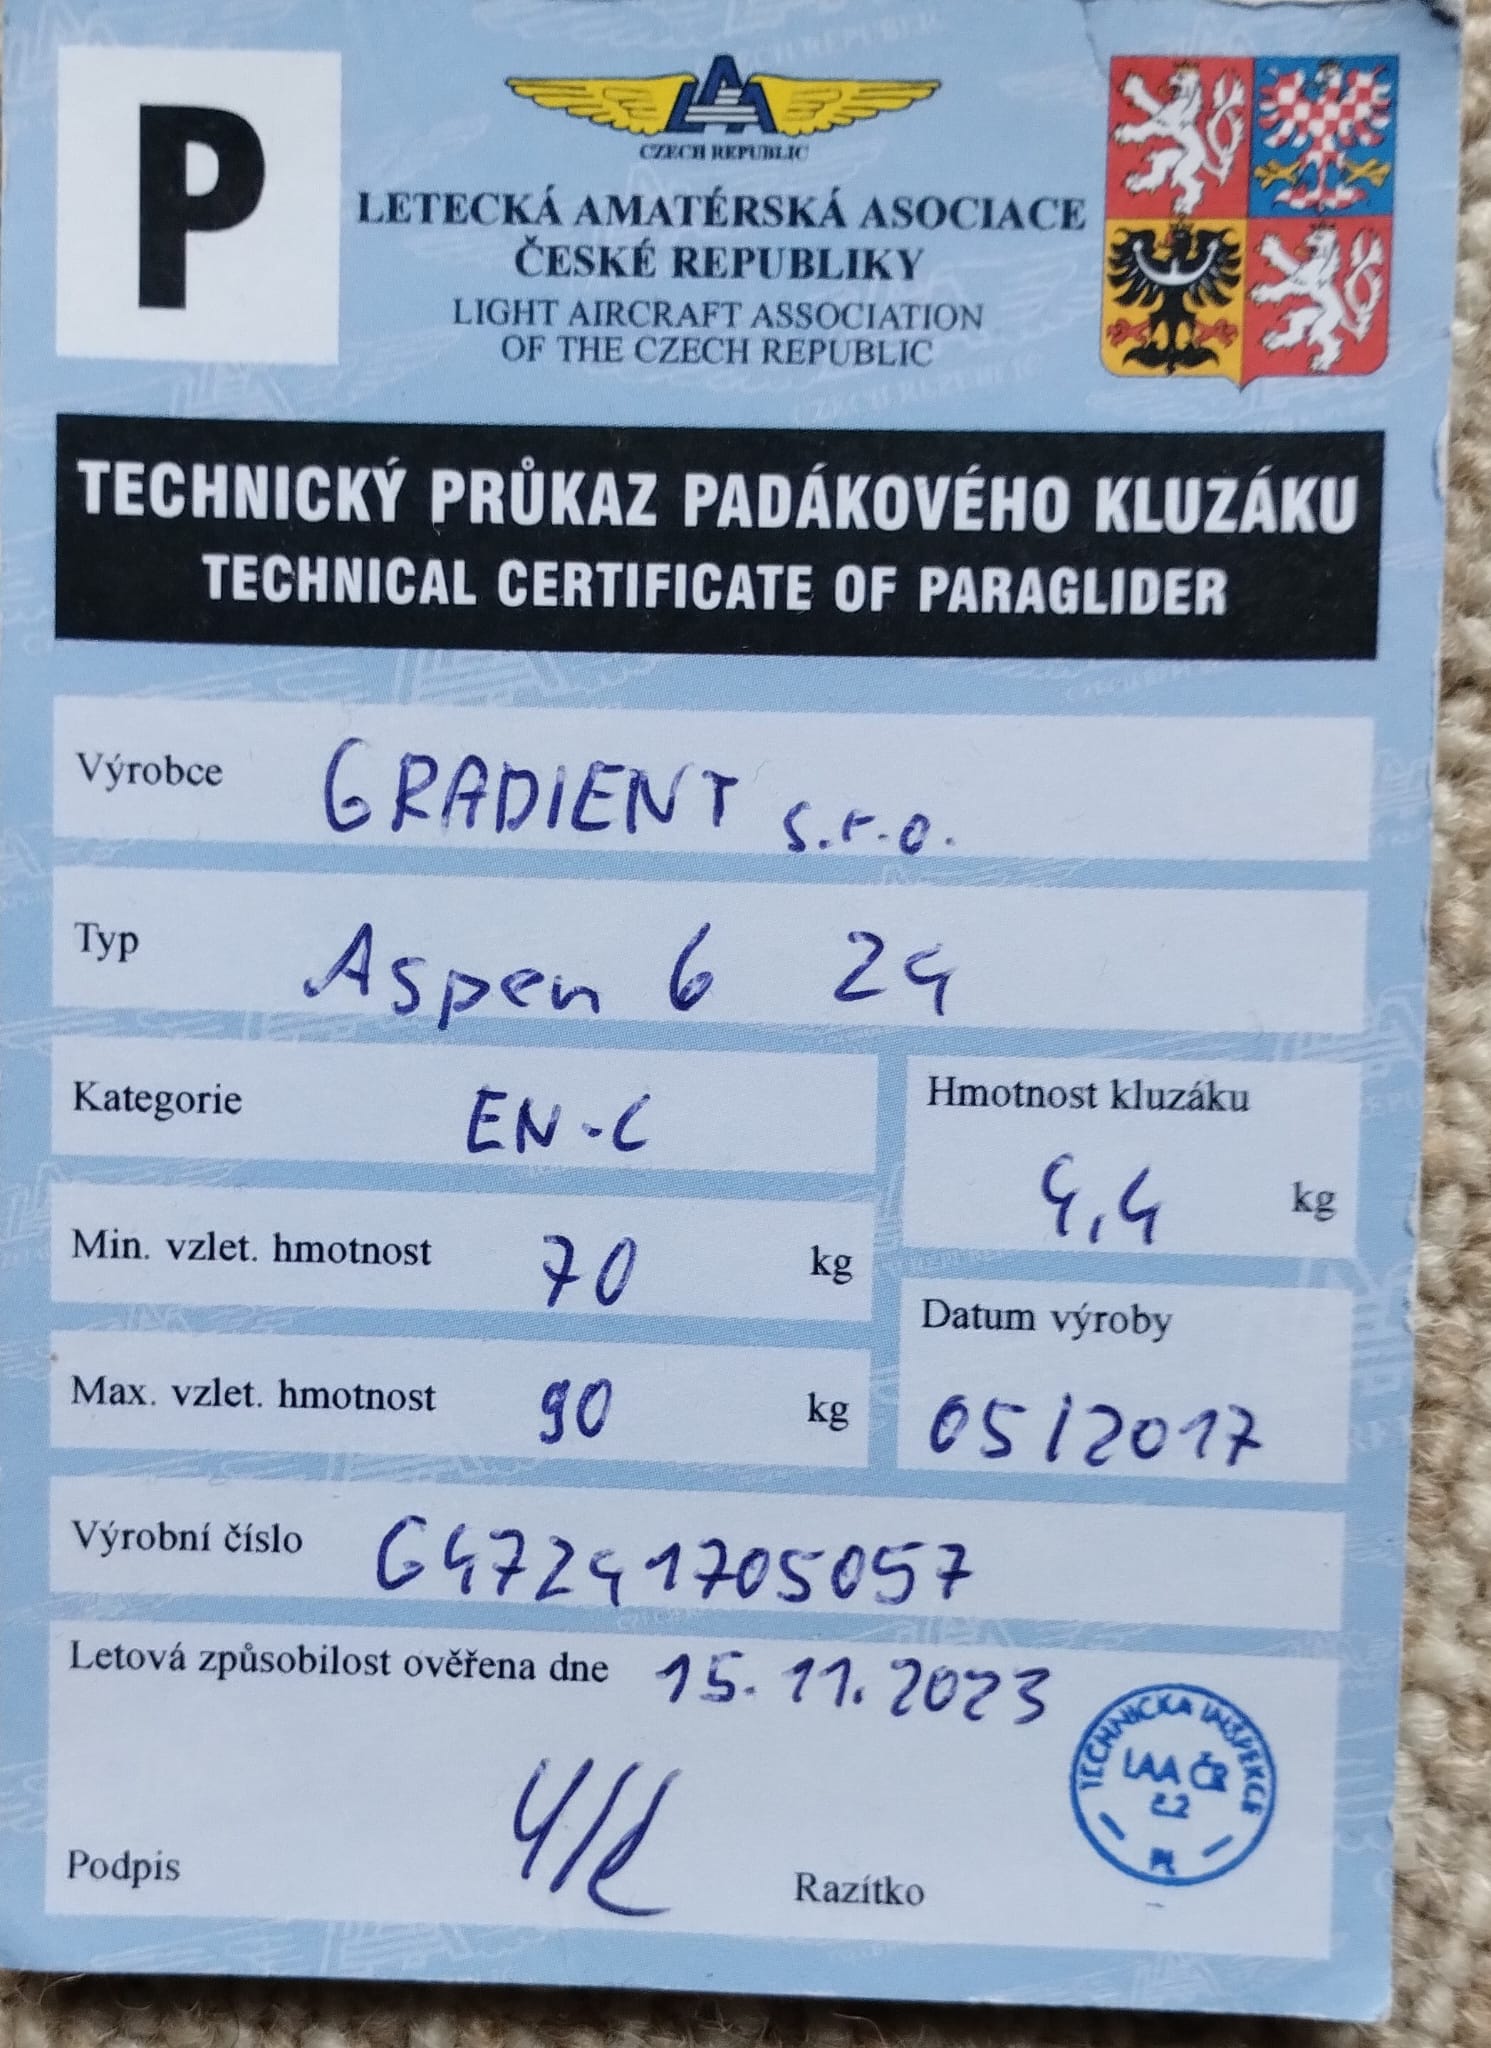 P
LAA
CZECH REPUBLIC
LETECKÁ AMATÉRSKÁ ASOCIACE
ČESKÉ REPUBLIKY
LIGHT AIRCRAFT ASSOCIATION
OF THE CZECH REPUBLIC
TECHNICKÝ PRŮKAZ PADÁKOVÉHO KLUZÁKU
TECHNICAL CERTIFICATE OF PARAGLIDER
Výrobce GRADIENT s.r.o.
Typ Aspen 6 24
Kategorie EN-C
Hmotnost kluzáku
4,4 kg
Min. vzlet. hmotnost 70 kg
Datum výroby
05/2017
Max. vzlet. hmotnost 90 kg
Výrobní číslo G47241705057
Letová způsobilost ověřena dne 15.11.2023
TECHNICKÁ INSPEKCE
LAA ČR
Podpis
Razítko